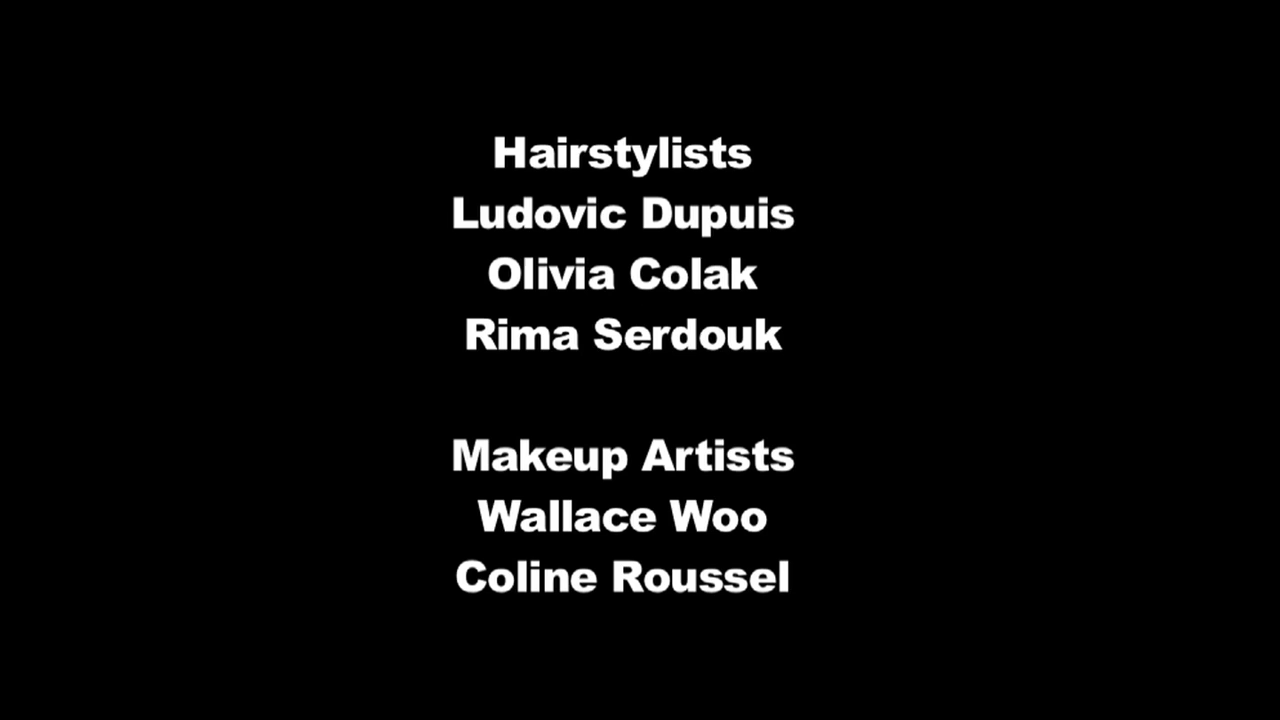 Hairstylists
Ludovic Dupuis
Olivia Colak
Rima Serdouk
Makeup Artists
Wallace Woo
Coline Roussel